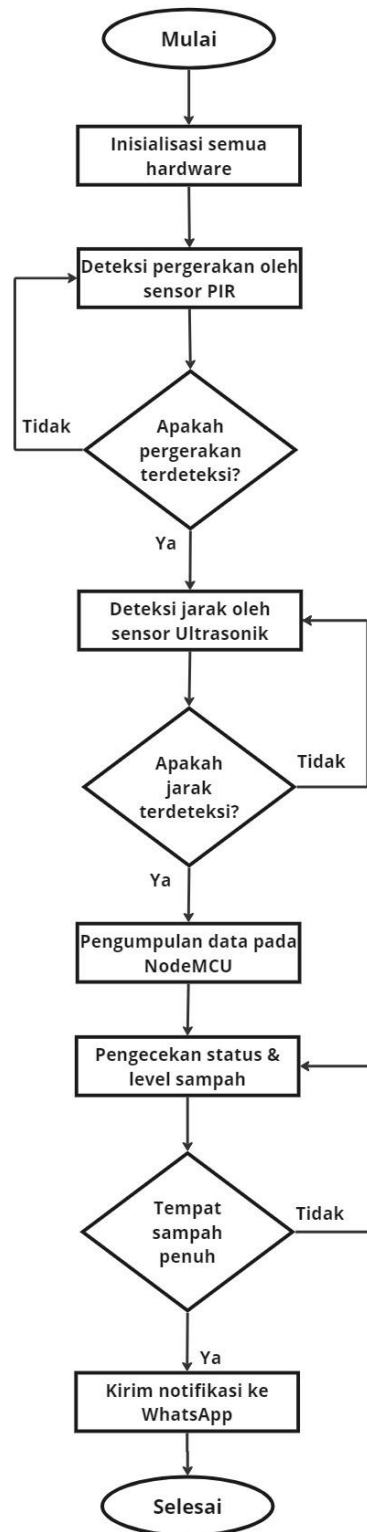 Mulai
Inisialisasi semua
hardware
Deteksi pergerakan oleh
sensor PIR
Tidak
Apakah
pergerakan
terdeteksi?
Ya
Deteksi jarak oleh
sensor Ultrasonik
Apakah
jarak
terdeteksi?
Tidak
Ya
Pengumpulan data pada
NodeMCU
Pengecekan status &
level sampah
Tempat
sampah
penuh
Tidak
Ya
Kirim notifikasi ke
WhatsApp
Selesai